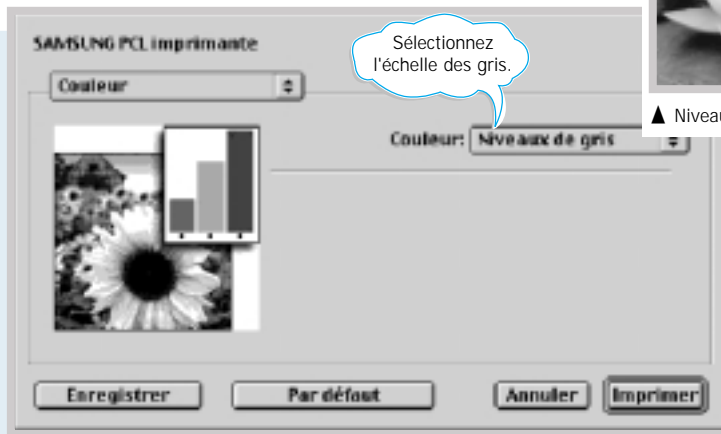 SAMSUNG PCL imprimante
Sélectionnez
l'échelle des gris.
Couleur
▲ Niveau
Couleur: Niveaux de gris
Enregistrer
Par défaut
Annuler
Imprimer